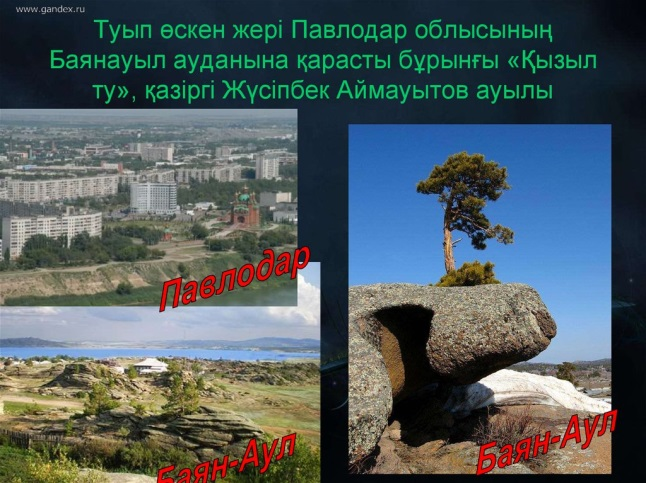 www.gandex.ru
Туып өскен жері Павлодар облысының
Баянауыл ауданына қарасты бұрынғы «Қызыл
ту», қазіргі Жүсіпбек Аймауытов ауылы
Павлодар
Баян-Аул
Баян-Аул